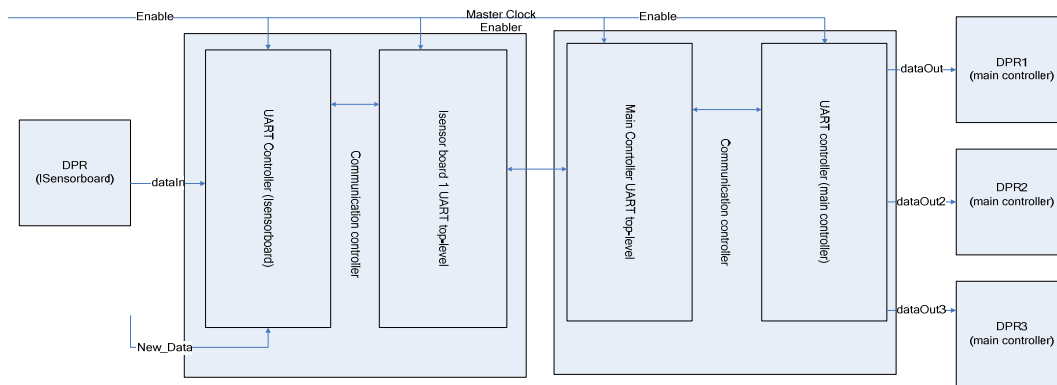 Enable
Master Clock
Enabler
Enable
DPR
(ISensorboard)
dataIn
New_Data
UART Controller (Isensorboard)
Communication controller
Isensor board 1 UART top-level
Main Conrtoller UART top-level
Communication controller
UART controller (main controller)
dataOut
dataOut2
dataOut3
DPR1
(main controller)
DPR2
(main controller)
DPR3
(main controller)